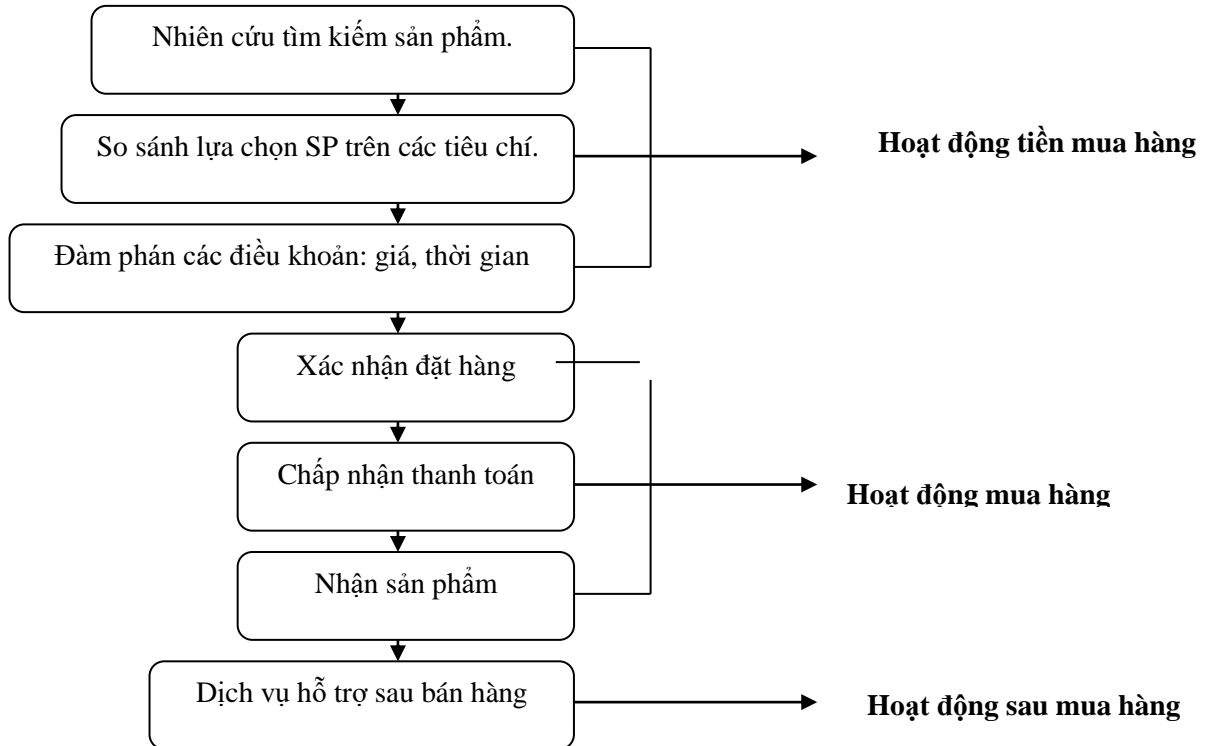 Nhiên cứu tìm kiếm sản phẩm.
So sánh lựa chọn SP trên các tiêu chí.
Hoạt động tiền mua hàng
Đàm phán các điều khoản: giá, thời gian
Xác nhận đặt hàng
Chấp nhận thanh toán
Hoạt động mua hàng
Nhận sản phẩm
Dịch vụ hỗ trợ sau bán hàng
Hoạt động sau mua hàng